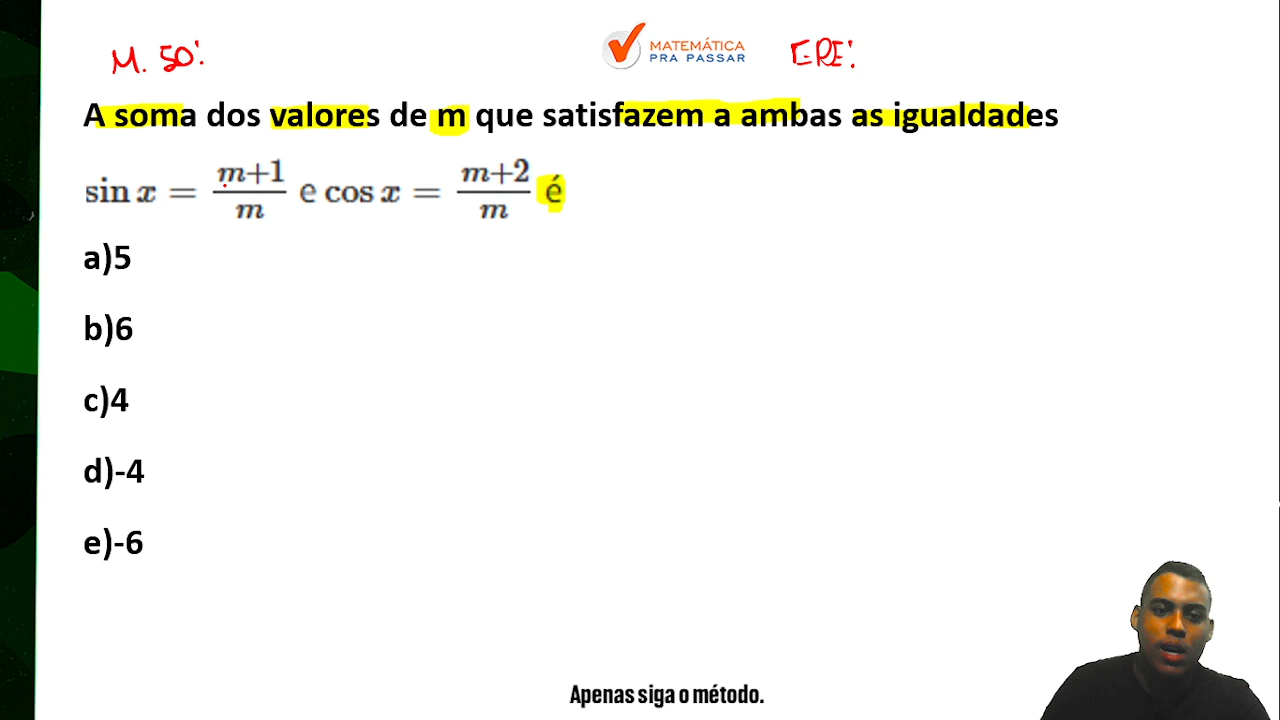 M. 50:
MATEMÁTICA
PRA PASSAR
A soma dos valores de m que satisfazem a ambas as igualdades
sin x = m+1/m e cos x = m+2/m é
a)5
b)6
c)4
d)-4
e)-6
Apenas siga o método.